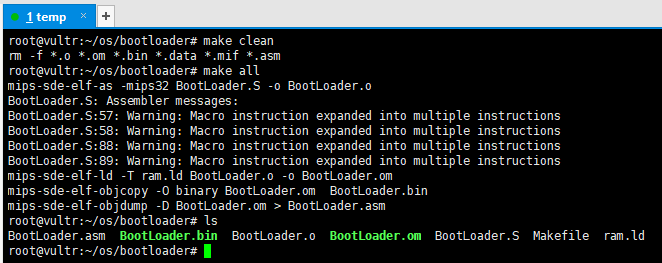 1 temp × +
root@vultr:~/os/bootloader# make clean
rm -f *.o *.om *.bin *.data *.mif *.asm
root@vultr:~/os/bootloader# make all
mips-sde-elf-as -mips32 BootLoader.S -o BootLoader.o
BootLoader.S: Assembler messages:
BootLoader.S:57: Warning: Macro instruction expanded into multiple instructions
BootLoader.S:58: Warning: Macro instruction expanded into multiple instructions
BootLoader.S:88: Warning: Macro instruction expanded into multiple instructions
BootLoader.S:89: Warning: Macro instruction expanded into multiple instructions
mips-sde-elf-ld -T ram.ld BootLoader.o -o BootLoader.om
mips-sde-elf-objcopy -O binary BootLoader.om  BootLoader.bin
mips-sde-elf-objdump -D BootLoader.om > BootLoader.asm
root@vultr:~/os/bootloader# ls
BootLoader.asm  BootLoader.bin  BootLoader.o  BootLoader.om  BootLoader.S  Makefile  ram.ld
root@vultr:~/os/bootloader#